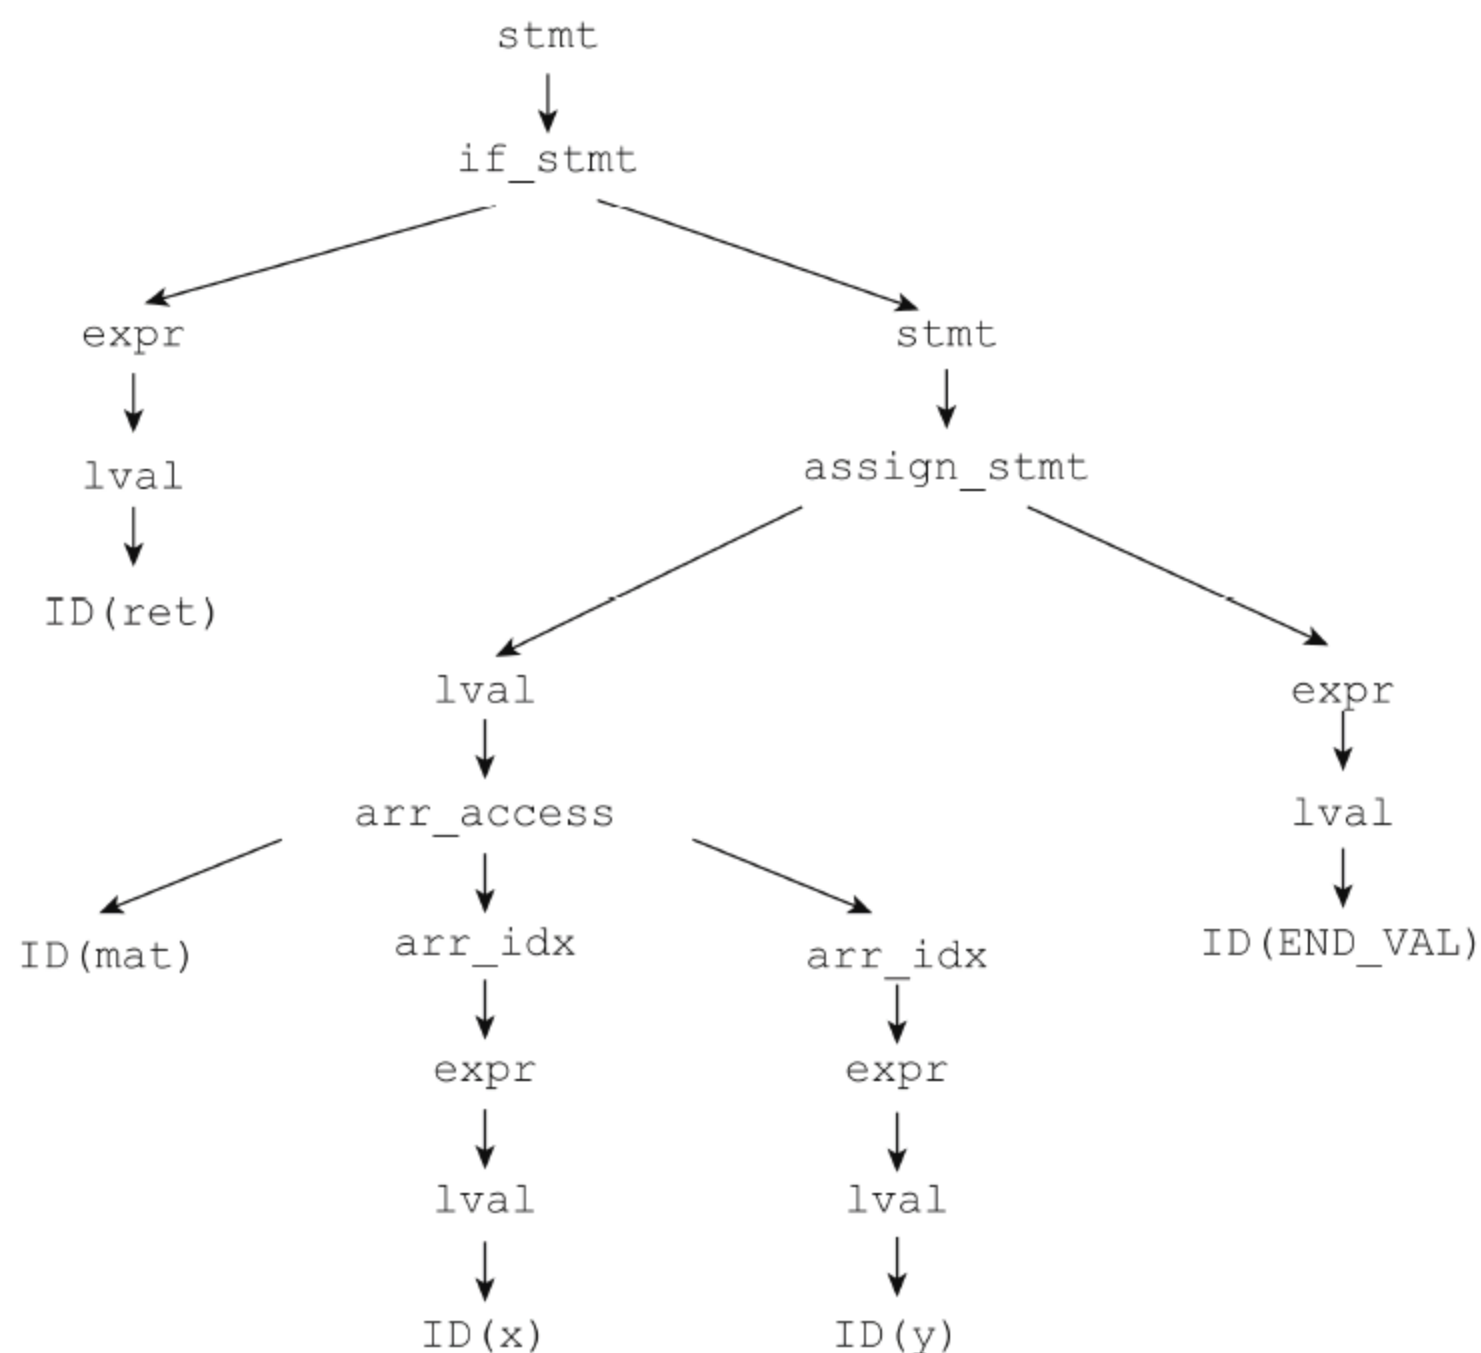 stmt
if_stmt
expr stmt
lval assign_stmt
ID(ret)
lval expr
arr_access lval
ID(mat) arr_idx arr_idx ID(END_VAL)
expr expr
lval lval
ID(x) ID(y)